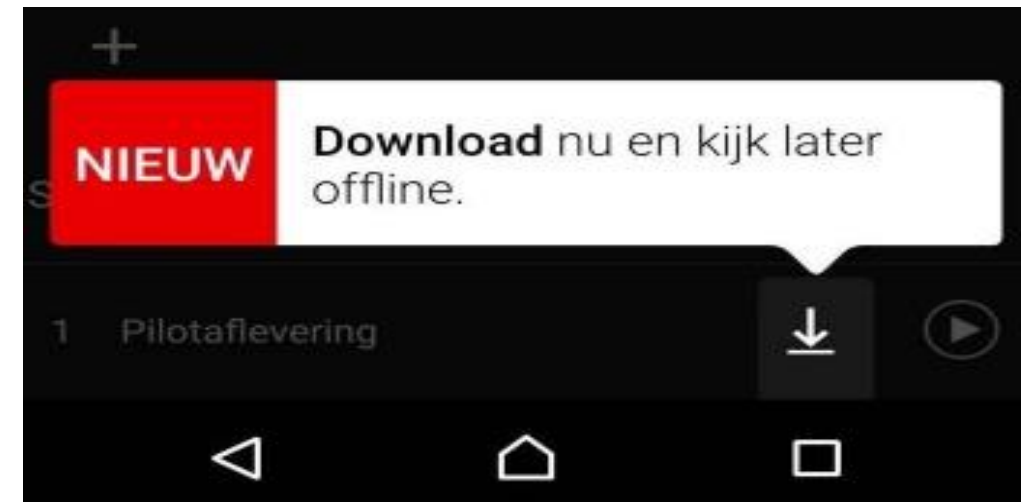 NIEUW
Download nu en kijk later
offline.
S
1 Pilotaflevering